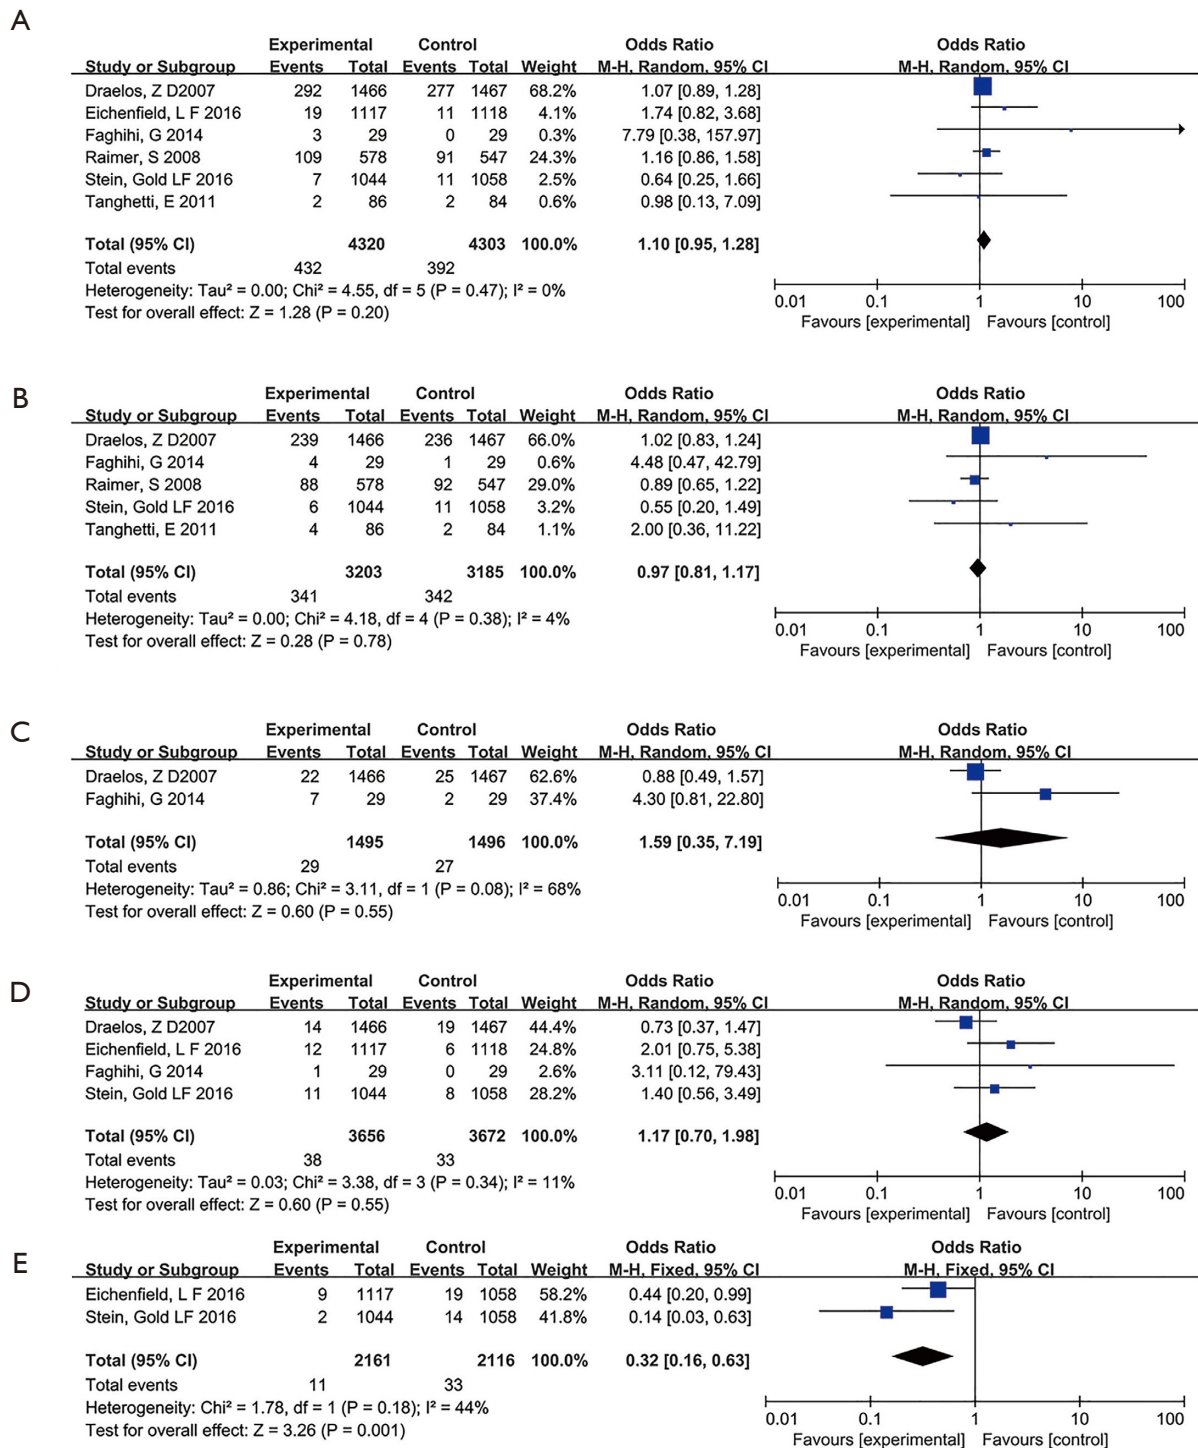 A
Experimental Control Odds Ratio Odds Ratio
Study or Subgroup Events Total Events Total Weight M-H, Random, 95% CI M-H, Random, 95% CI
Draelos, Z D2007 292 1466 277 1467 68.2% 1.07 [0.89, 1.28]
Eichenfield, L F 2016 19 1117 11 1118 4.1% 1.74 [0.82, 3.68]
Faghihi, G 2014 3 29 0 29 0.3% 7.79 [0.38, 157.97]
Raimer, S 2008 109 578 91 547 24.3% 1.16 [0.86, 1.58]
Stein, Gold LF 2016 7 1044 11 1058 2.5% 0.64 [0.25, 1.66]
Tanghetti, E 2011 2 86 2 84 0.6% 0.98 [0.13, 7.09]
Total (95% CI) 4320 4303 100.0% 1.10 [0.95, 1.28]
Total events 432 392
Heterogeneity: Tau² = 0.00; Chi² = 4.55, df = 5 (P = 0.47); I² = 0%
Test for overall effect: Z = 1.28 (P = 0.20)
0.01 0.1 1 10 100
Favours [experimental] Favours [control]
B
Experimental Control Odds Ratio Odds Ratio
Study or Subgroup Events Total Events Total Weight M-H, Random, 95% CI M-H, Random, 95% CI
Draelos, Z D2007 239 1466 236 1467 66.0% 1.02 [0.83, 1.24]
Faghihi, G 2014 4 29 1 29 0.6% 4.48 [0.47, 42.79]
Raimer, S 2008 88 578 92 547 29.0% 0.89 [0.65, 1.22]
Stein, Gold LF 2016 6 1044 11 1058 3.2% 0.55 [0.20, 1.49]
Tanghetti, E 2011 4 86 2 84 1.1% 2.00 [0.36, 11.22]
Total (95% CI) 3203 3185 100.0% 0.97 [0.81, 1.17]
Total events 341 342
Heterogeneity: Tau² = 0.00; Chi² = 4.18, df = 4 (P = 0.38); I² = 4%
Test for overall effect: Z = 0.28 (P = 0.78)
0.01 0.1 1 10 100
Favours [experimental] Favours [control]
C
Experimental Control Odds Ratio Odds Ratio
Study or Subgroup Events Total Events Total Weight M-H, Random, 95% CI M-H, Random, 95% CI
Draelos, Z D2007 22 1466 25 1467 62.6% 0.88 [0.49, 1.57]
Faghihi, G 2014 7 29 2 29 37.4% 4.30 [0.81, 22.80]
Total (95% CI) 1495 1496 100.0% 1.59 [0.35, 7.19]
Total events 29 27
Heterogeneity: Tau² = 0.86; Chi² = 3.11, df = 1 (P = 0.08); I² = 68%
Test for overall effect: Z = 0.60 (P = 0.55)
0.01 0.1 1 10 100
Favours [experimental] Favours [control]
D
Experimental Control Odds Ratio Odds Ratio
Study or Subgroup Events Total Events Total Weight M-H, Random, 95% CI M-H, Random, 95% CI
Draelos, Z D2007 14 1466 19 1467 44.4% 0.73 [0.37, 1.47]
Eichenfield, L F 2016 12 1117 6 1118 24.8% 2.01 [0.75, 5.38]
Faghihi, G 2014 1 29 0 29 2.6% 3.11 [0.12, 79.43]
Stein, Gold LF 2016 11 1044 8 1058 28.2% 1.40 [0.56, 3.49]
Total (95% CI) 3656 3672 100.0% 1.17 [0.70, 1.98]
Total events 38 33
Heterogeneity: Tau² = 0.03; Chi² = 3.38, df = 3 (P = 0.34); I² = 11%
Test for overall effect: Z = 0.60 (P = 0.55)
0.01 0.1 1 10 100
Favours [experimental] Favours [control]
E
Experimental Control Odds Ratio Odds Ratio
Study or Subgroup Events Total Events Total Weight M-H, Fixed, 95% CI M-H, Fixed, 95% CI
Eichenfield, L F 2016 9 1117 19 1058 58.2% 0.44 [0.20, 0.99]
Stein, Gold LF 2016 2 1044 14 1058 41.8% 0.14 [0.03, 0.63]
Total (95% CI) 2161 2116 100.0% 0.32 [0.16, 0.63]
Total events 11 33
Heterogeneity: Chi² = 1.78, df = 1 (P = 0.18); I² = 44%
Test for overall effect: Z = 3.26 (P = 0.001)
0.01 0.1 1 10 100
Favours [experimental] Favours [control]